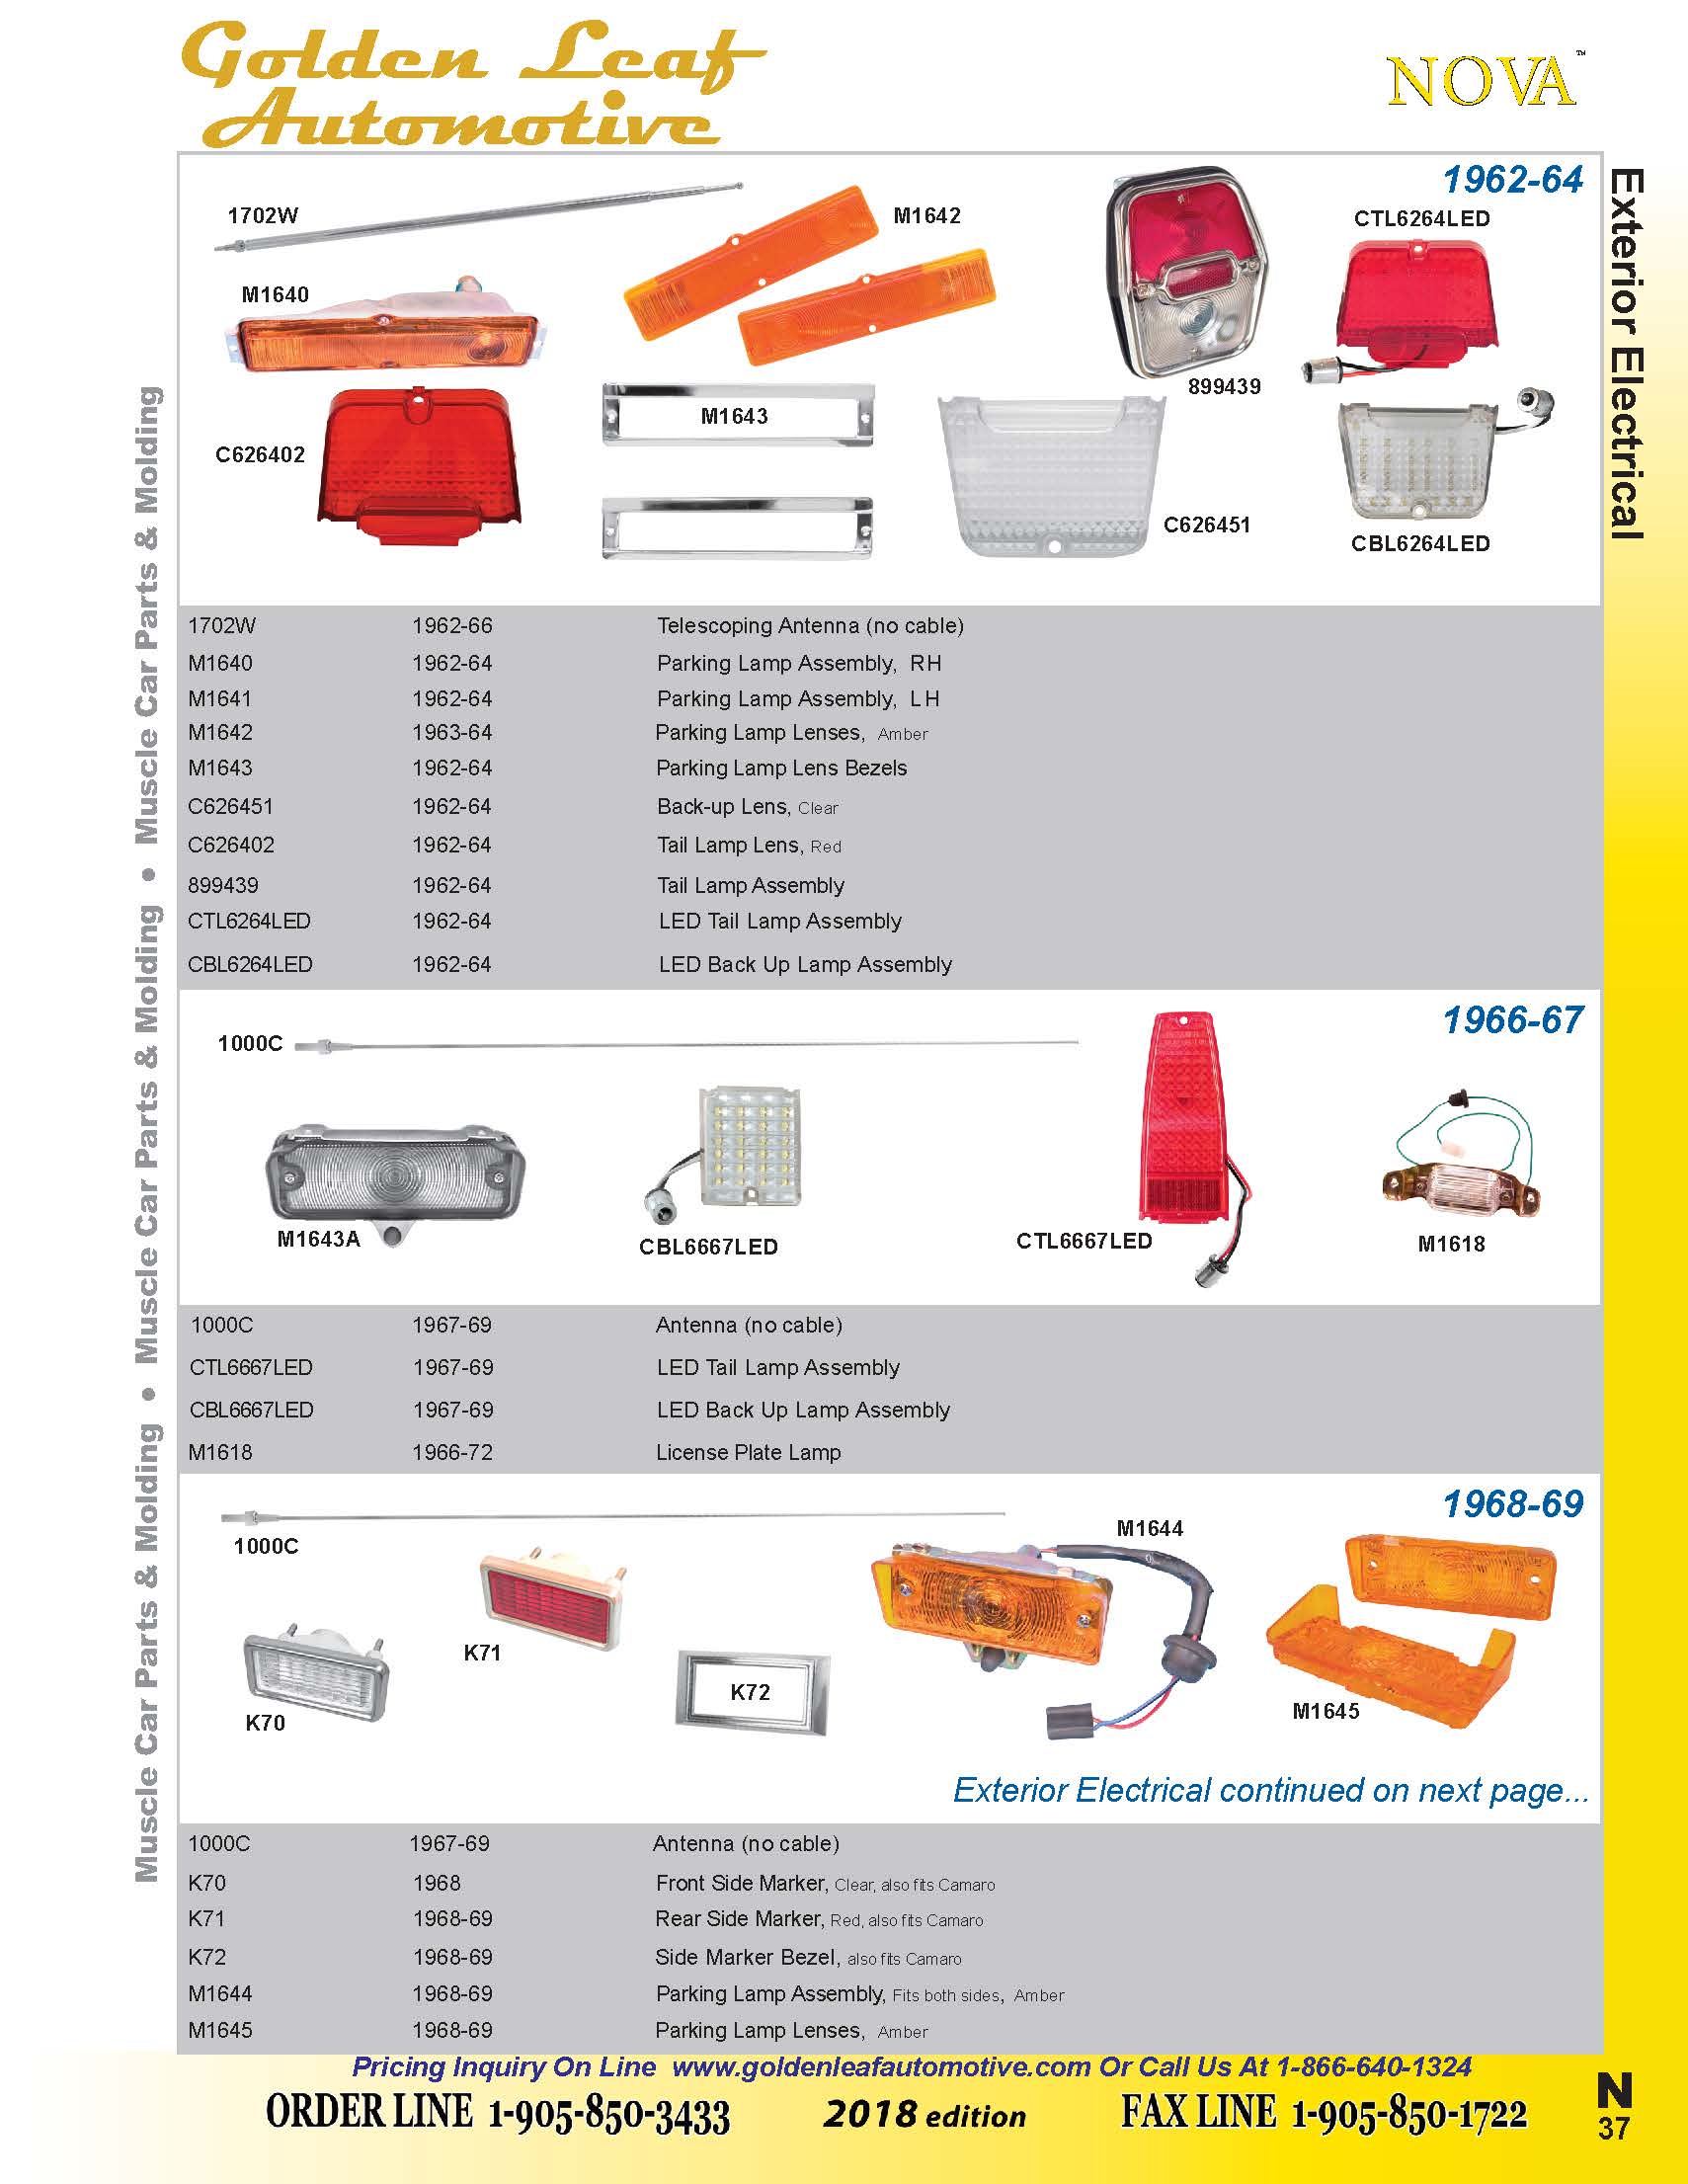 Golden Leaf
Automotive
NOVA™
Exterior Electrical
Muscle Car Parts & Molding • Muscle Car Parts & Molding • Muscle Car Parts & Molding
1962-64
1702W
M1642
CTL6264LED
M1640
899439
M1643
C626402
C626451
CBL6264LED
1702W 1962-66 Telescoping Antenna (no cable)
M1640 1962-64 Parking Lamp Assembly, RH
M1641 1962-64 Parking Lamp Assembly, LH
M1642 1963-64 Parking Lamp Lenses, Amber
M1643 1962-64 Parking Lamp Lens Bezels
C626451 1962-64 Back-up Lens, Clear
C626402 1962-64 Tail Lamp Lens, Red
899439 1962-64 Tail Lamp Assembly
CTL6264LED 1962-64 LED Tail Lamp Assembly
CBL6264LED 1962-64 LED Back Up Lamp Assembly
1966-67
1000C
M1643A
CBL6667LED
CTL6667LED
M1618
1000C 1967-69 Antenna (no cable)
CTL6667LED 1967-69 LED Tail Lamp Assembly
CBL6667LED 1967-69 LED Back Up Lamp Assembly
M1618 1966-72 License Plate Lamp
1968-69
1000C
M1644
K71
K72
K70
M1645
Exterior Electrical continued on next page...
1000C 1967-69 Antenna (no cable)
K70 1968 Front Side Marker, Clear, also fits Camaro
K71 1968-69 Rear Side Marker, Red, also fits Camaro
K72 1968-69 Side Marker Bezel, also fits Camaro
M1644 1968-69 Parking Lamp Assembly, Fits both sides, Amber
M1645 1968-69 Parking Lamp Lenses, Amber
Pricing Inquiry On Line www.goldenleafautomotive.com Or Call Us At 1-866-640-1324
ORDER LINE 1-905-850-3433 2018 edition FAX LINE 1-905-850-1722
N
37